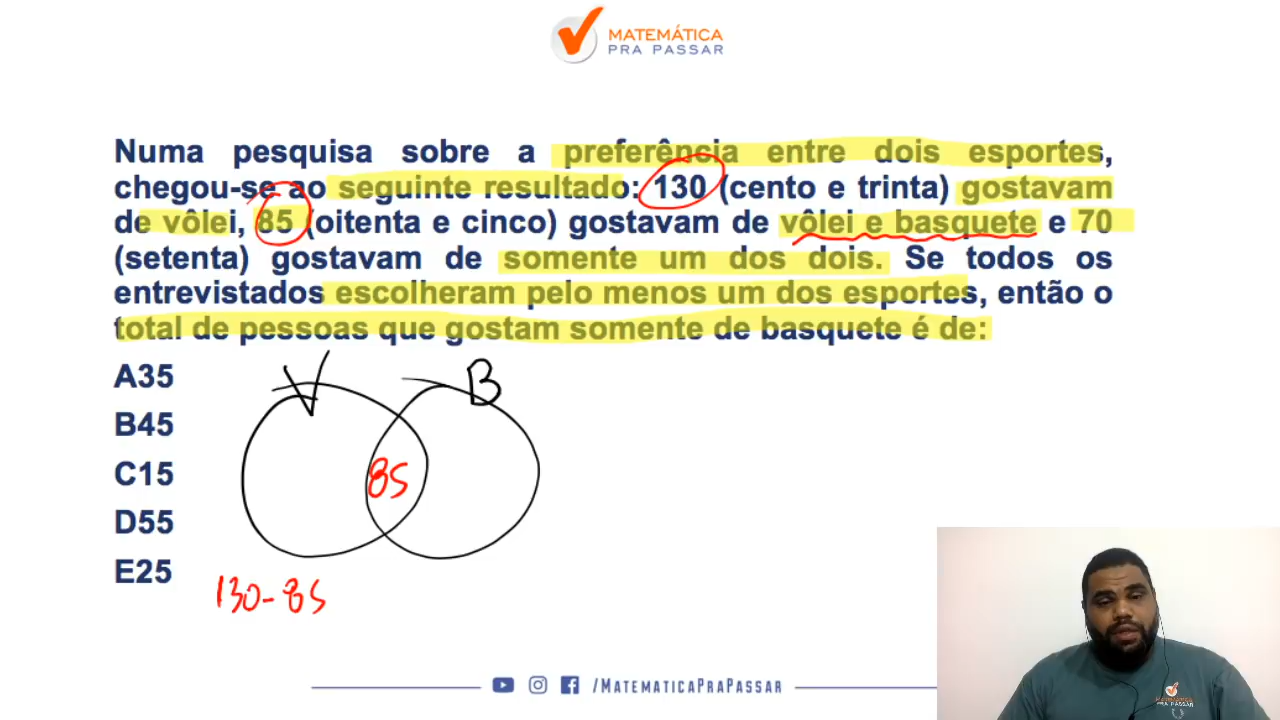 MATEMÁTICA
PRA PASSAR
Numa pesquisa sobre a preferência entre dois esportes,
chegou-se ao seguinte resultado: 130 (cento e trinta) gostavam
de vôlei, 85 (oitenta e cinco) gostavam de vôlei e basquete e 70
(setenta) gostavam de somente um dos dois. Se todos os
entrevistados escolheram pelo menos um dos esportes, então o
total de pessoas que gostam somente de basquete é de:
A35
B45
C15
D55
E25
V
B
85
130-85
/MATEMATICAPRAPASSAR